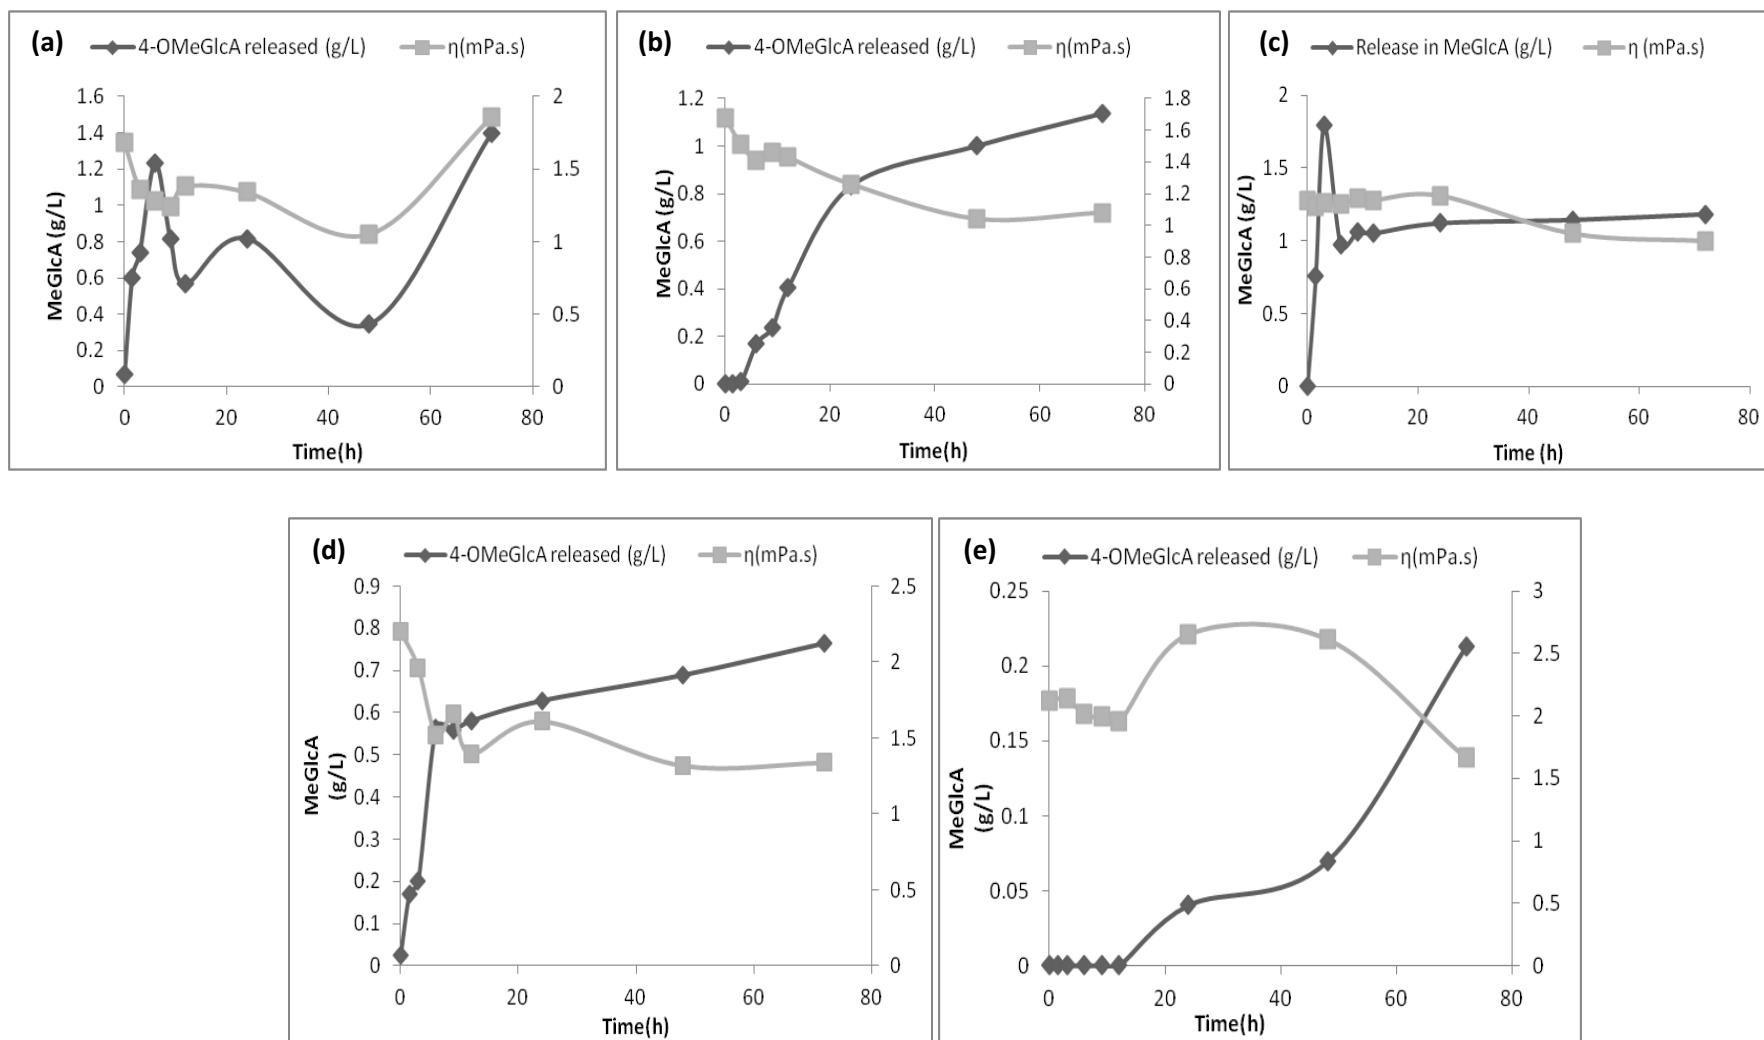 (a)
4-OMeGlcA released (g/L) η(mPa.s)
1.6 1.4 1.2 1 0.8 0.6 0.4 0.2 0
MeGlcA (g/L)
2 1.5 1 0.5 0
0 20 40 60 80
Time(h)
(b)
4-OMeGlcA released (g/L) η(mPa.s)
1.2 1 0.8 0.6 0.4 0.2 0
MeGlcA (g/L)
1.8 1.6 1.4 1.2 1 0.8 0.6 0.4 0.2 0
0 20 40 60 80
Time(h)
(c)
Release in MeGlcA (g/L) η (mPa.s)
2 1.5 1 0.5 0
MeGlcA (g/L)
0 20 40 60 80
Time (h)
(d)
4-OMeGlcA released (g/L) η(mPa.s)
0.9 0.8 0.7 0.6 0.5 0.4 0.3 0.2 0.1 0
MeGlcA
(g/L)
2.5 2 1.5 1 0.5 0
0 20 40 60 80
Time(h)
(e)
4-OMeGlcA released (g/L) η(mPa.s)
0.25 0.2 0.15 0.1 0.05 0
MeGlcA
(g/L)
3 2.5 2 1.5 1 0.5 0
0 20 40 60 80
Time(h)